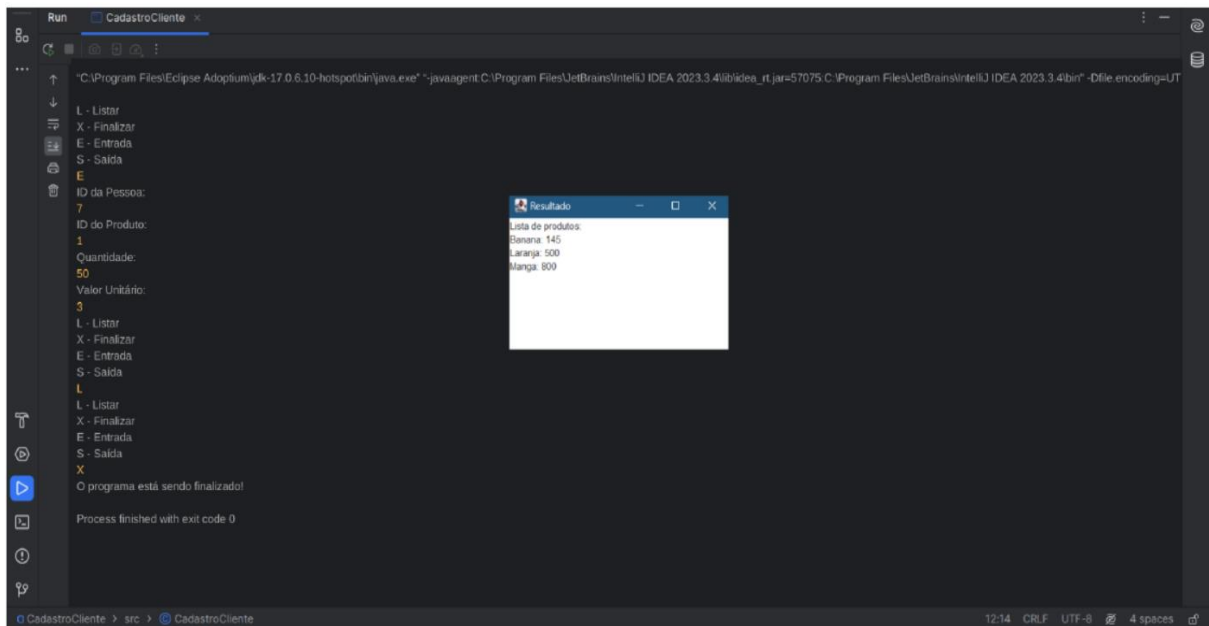 Run CadastroCliente
"C:\Program Files\Eclipse Adoptium\jdk-17.0.6.10-hotspot\bin\java.exe" "-javaagent:C:\Program Files\JetBrains\IntelliJ IDEA 2023.3.4\lib\idea_rt.jar=57075:C:\Program Files\JetBrains\IntelliJ IDEA 2023.3.4\bin" -Dfile.encoding=UT
L - Listar
X - Finalizar
E - Entrada
S - Saída
E
ID da Pessoa:
7
ID do Produto:
1
Quantidade:
50
Valor Unitário:
3
L - Listar
X - Finalizar
E - Entrada
S - Saída
L
L - Listar
X - Finalizar
E - Entrada
S - Saída
X
O programa está sendo finalizado!
Process finished with exit code 0
Resultado
Lista de produtos:
Banana: 145
Laranja: 500
Manga: 800
CadastroCliente > src > CadastroCliente
12:14 CRLF UTF-8 4 spaces